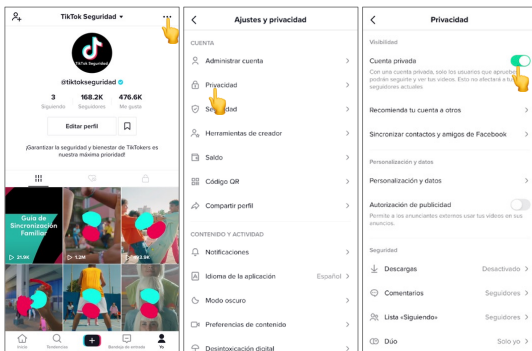 TikTok Seguridad
TikTok Seguridad
@tiktokseguridad
3 168.2K 476.6K
Siguiendo Seguidores Me gusta
Editar perfil
¡Garantizar la seguridad y bienestar de TikTokers es
nuestra máxima prioridad!
Guía de
Sincronización
Familiar
21.9K
1.2M
Inicio
Tendencias
Bandeja de entrada
Yo
Ajustes y privacidad
CUENTA
Administrar cuenta
Privacidad
Seguridad
Herramientas de creador
Saldo
Código QR
Compartir perfil
CONTENIDO Y ACTIVIDAD
Notificaciones
Idioma de la aplicación Español
Modo oscuro
Preferencias de contenido
Desintoxicación digital
Privacidad
Visibilidad
Cuenta privada
Con una cuenta privada, solo los usuarios que apruebes
podrán seguirte y ver tus vídeos. Esto no afectará a tus
seguidores actuales
Recomienda tu cuenta a otros
Sincronizar contactos y amigos de Facebook
Personalización y datos
Personalización y datos
Autorización de publicidad
Permite a los anunciantes externos usar tus vídeos en sus
anuncios.
Seguridad
Descargas Desactivado
Comentarios Seguidores
Lista «Siguiendo» Seguidores
Dúo Solo yo